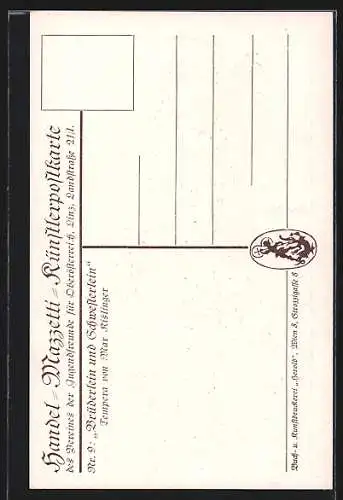 Handel-Mazzetti-Künstlerpostkarte
des Vereines der Jugendfreunde für Oberösterreich, Linz, Landstraße 21/I.
Nr. 9: „Brüderlein und Schwesterlein"
Tempera von Max Kislinger
Buch- u. Kunstdruckerei „Herold", Wien 8, Strozzigasse 8